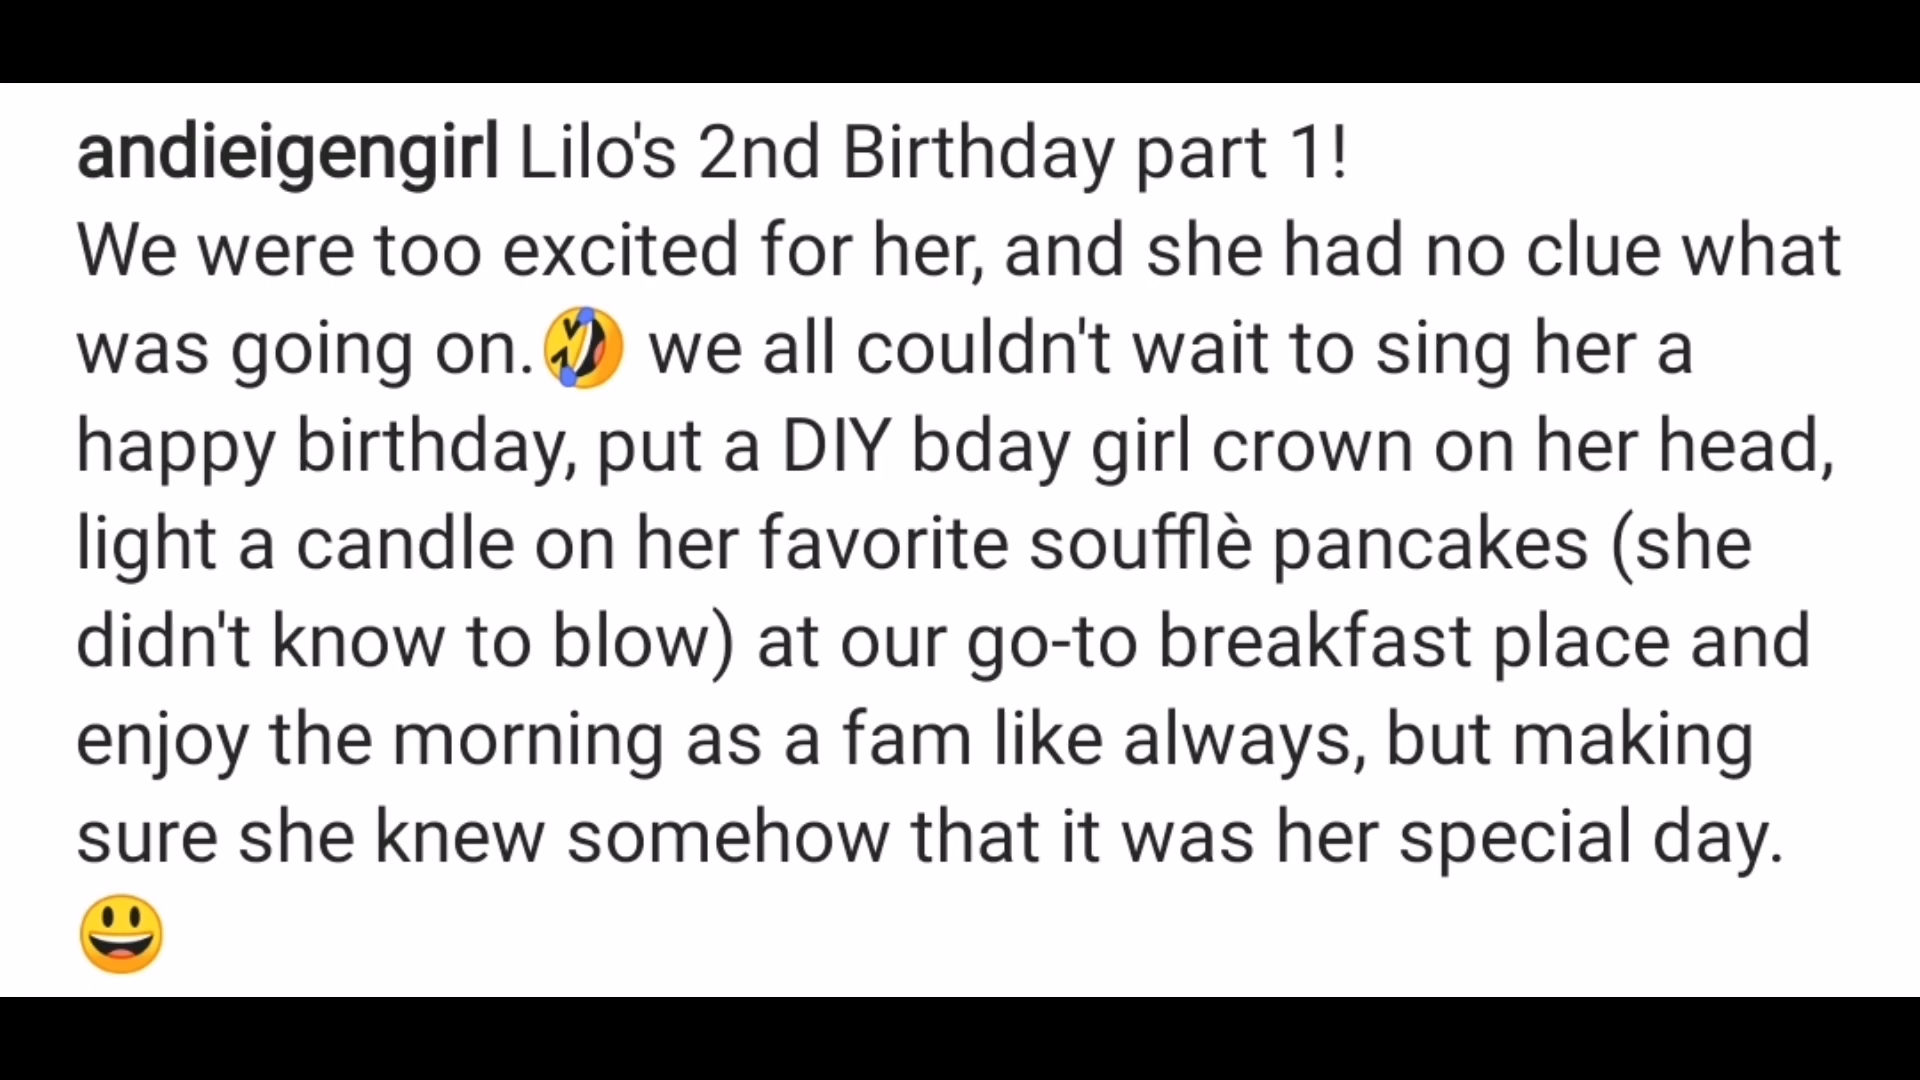 andieigengirl Lilo's 2nd Birthday part 1!
We were too excited for her, and she had no clue what
was going on.🤣 we all couldn't wait to sing her a
happy birthday, put a DIY bday girl crown on her head,
light a candle on her favorite soufflè pancakes (she
didn't know to blow) at our go-to breakfast place and
enjoy the morning as a fam like always, but making
sure she knew somehow that it was her special day.
😃